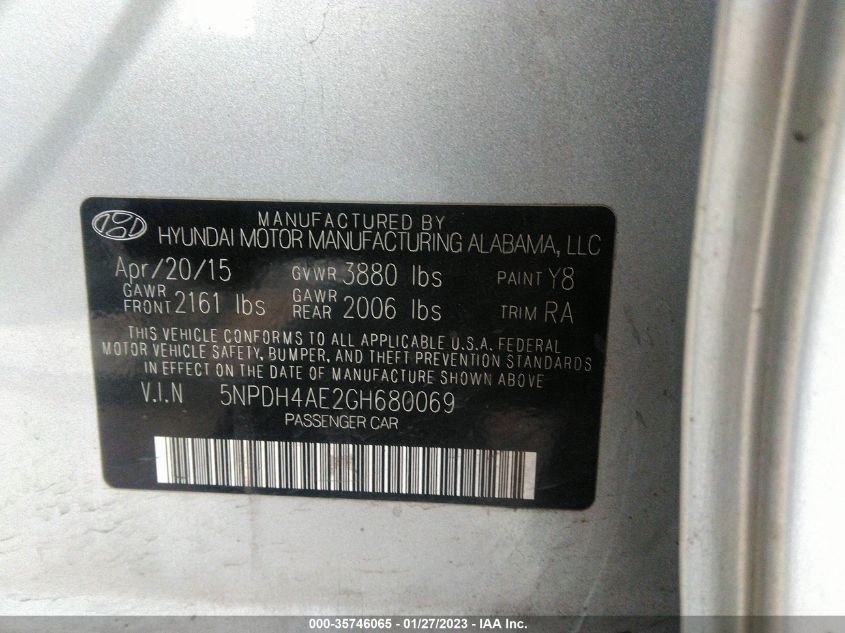 MANUFACTURED BY
HYUNDAI MOTOR MANUFACTURING ALABAMA, LLC
Apr/20/15 GVWR 3880 lbs PAINT Y8
GAWR FRONT 2161 lbs GAWR REAR 2006 lbs TRIM RA
THIS VEHICLE CONFORMS TO ALL APPLICABLE U.S.A. FEDERAL
MOTOR VEHICLE SAFETY, BUMPER, AND THEFT PREVENTION STANDARDS
IN EFFECT ON THE DATE OF MANUFACTURE SHOWN ABOVE
V.I.N 5NPDH4AE2GH680069
PASSENGER CAR
000-35746065 / 01/27/2023 - IAA Inc.